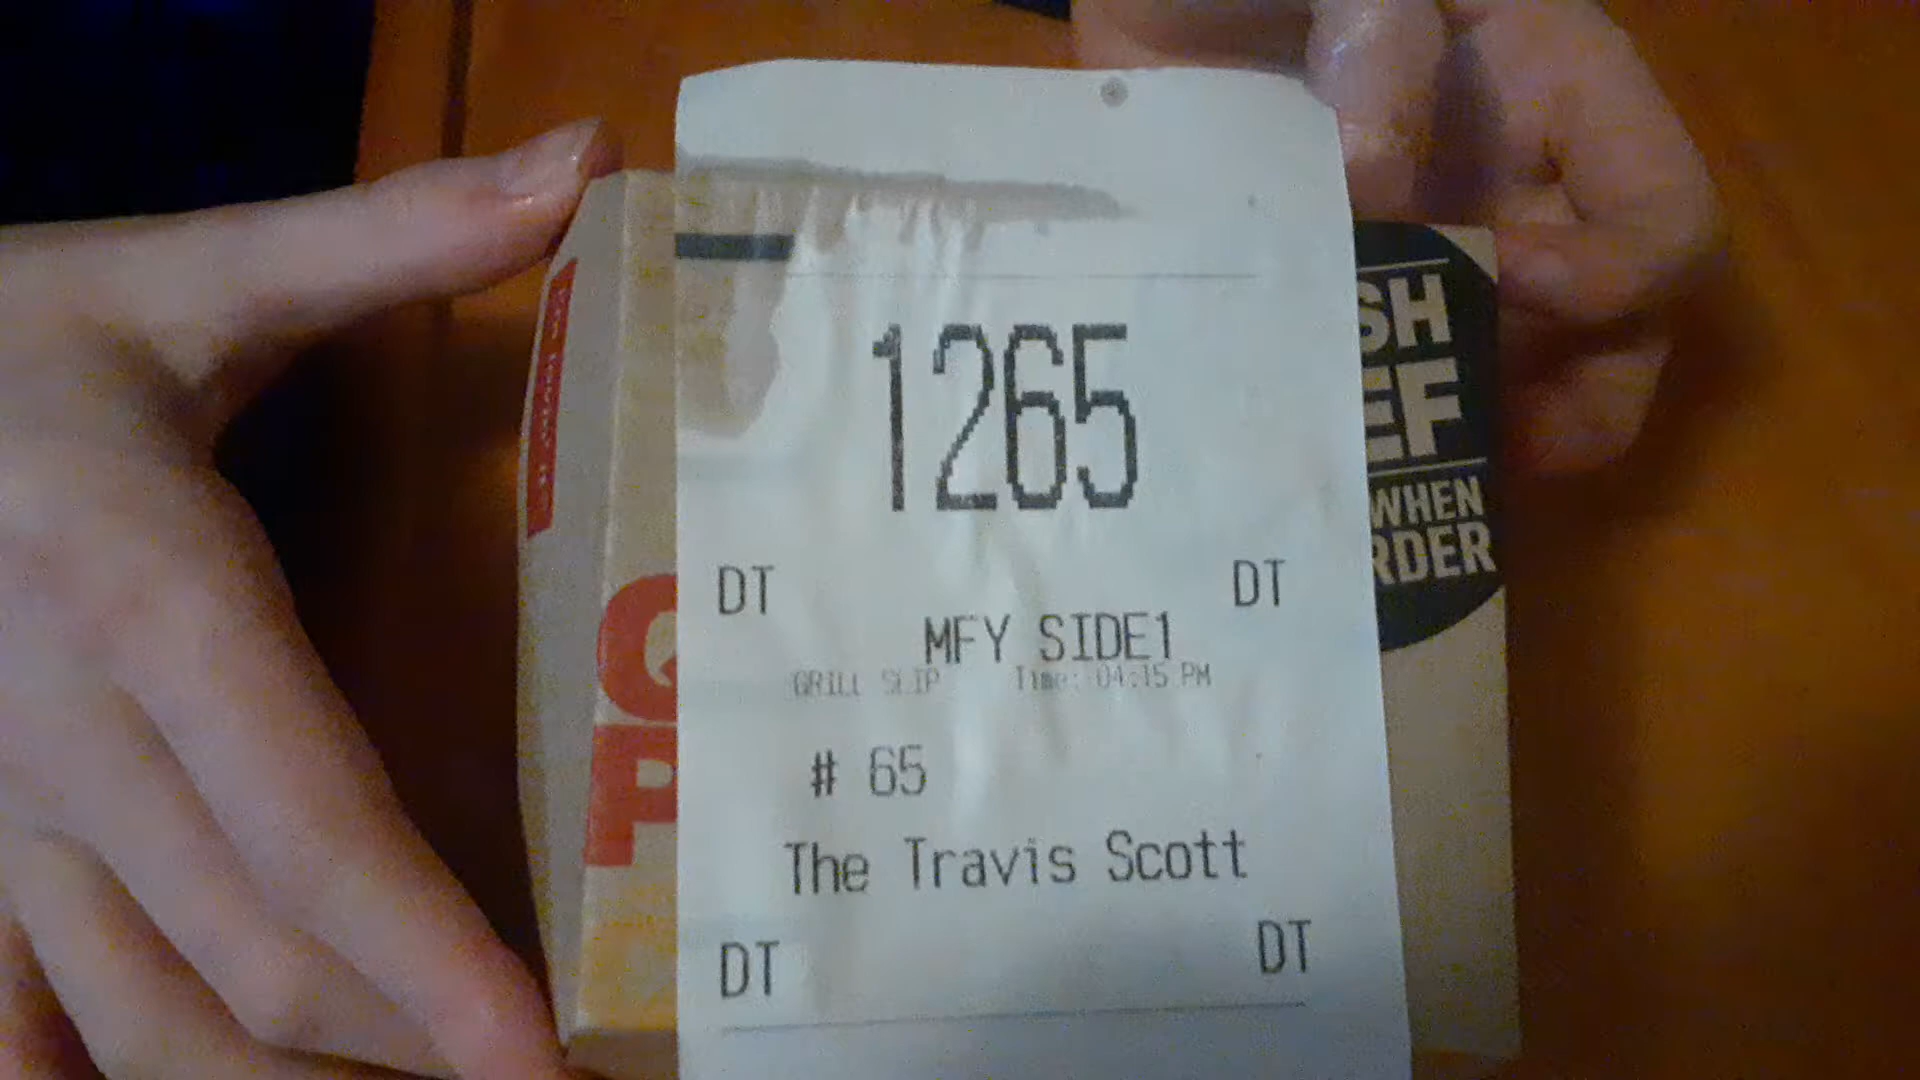 1265
DT DT
MFY SIDE1
GRILL SLIP Time: 04:15 PM
# 65
The Travis Scott
DT DT
SH
EF
WHEN
RDER
Q
P